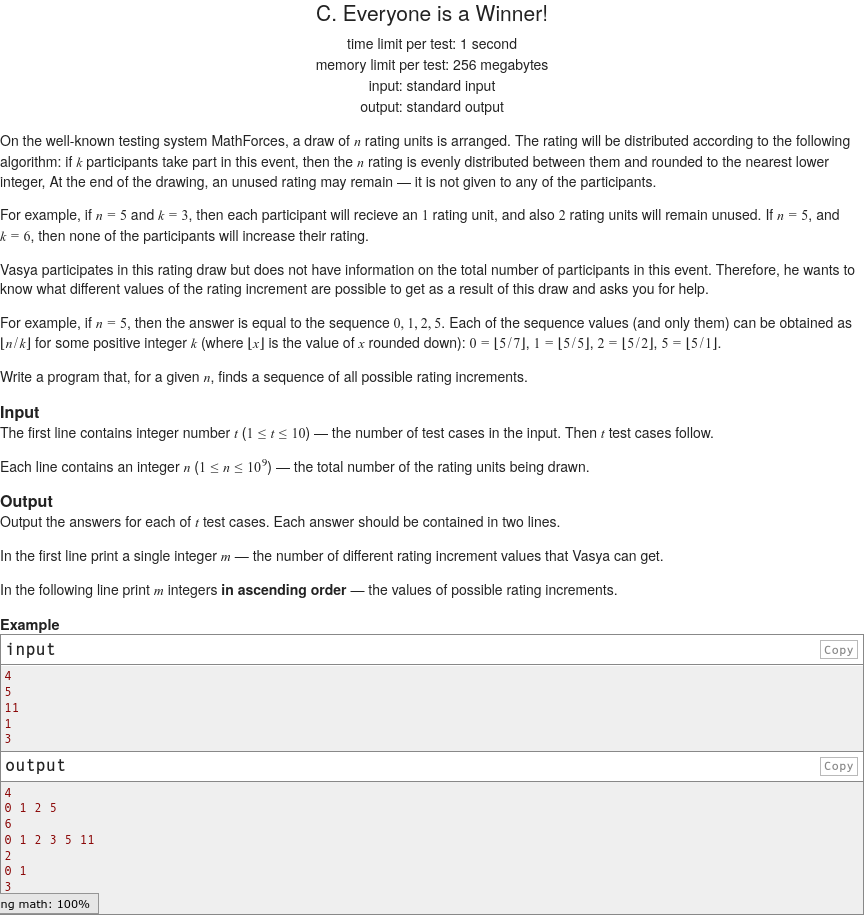 C. Everyone is a Winner!
time limit per test: 1 second
memory limit per test: 256 megabytes
input: standard input
output: standard output
On the well-known testing system MathForces, a draw of n rating units is arranged. The rating will be distributed according to the following
algorithm: if k participants take part in this event, then the n rating is evenly distributed between them and rounded to the nearest lower
integer, At the end of the drawing, an unused rating may remain — it is not given to any of the participants.
For example, if n = 5 and k = 3, then each participant will recieve an 1 rating unit, and also 2 rating units will remain unused. If n = 5, and
k = 6, then none of the participants will increase their rating.
Vasya participates in this rating draw but does not have information on the total number of participants in this event. Therefore, he wants to
know what different values of the rating increment are possible to get as a result of this draw and asks you for help.
For example, if n = 5, then the answer is equal to the sequence 0, 1, 2, 5. Each of the sequence values (and only them) can be obtained as
⌊n/k⌋ for some positive integer k (where ⌊x⌋ is the value of x rounded down): 0 = ⌊5/7⌋, 1 = ⌊5/5⌋, 2 = ⌊5/2⌋, 5 = ⌊5/1⌋.
Write a program that, for a given n, finds a sequence of all possible rating increments.
Input
The first line contains integer number t (1 ≤ t ≤ 10) — the number of test cases in the input. Then t test cases follow.
Each line contains an integer n (1 ≤ n ≤ 10⁹) — the total number of the rating units being drawn.
Output
Output the answers for each of t test cases. Each answer should be contained in two lines.
In the first line print a single integer m — the number of different rating increment values that Vasya can get.
In the following line print m integers in ascending order — the values of possible rating increments.
Example
input Copy
4
5
11
1
3
output Copy
4
0 1 2 5
6
0 1 2 3 5 11
2
0 1
3
ng math: 100%